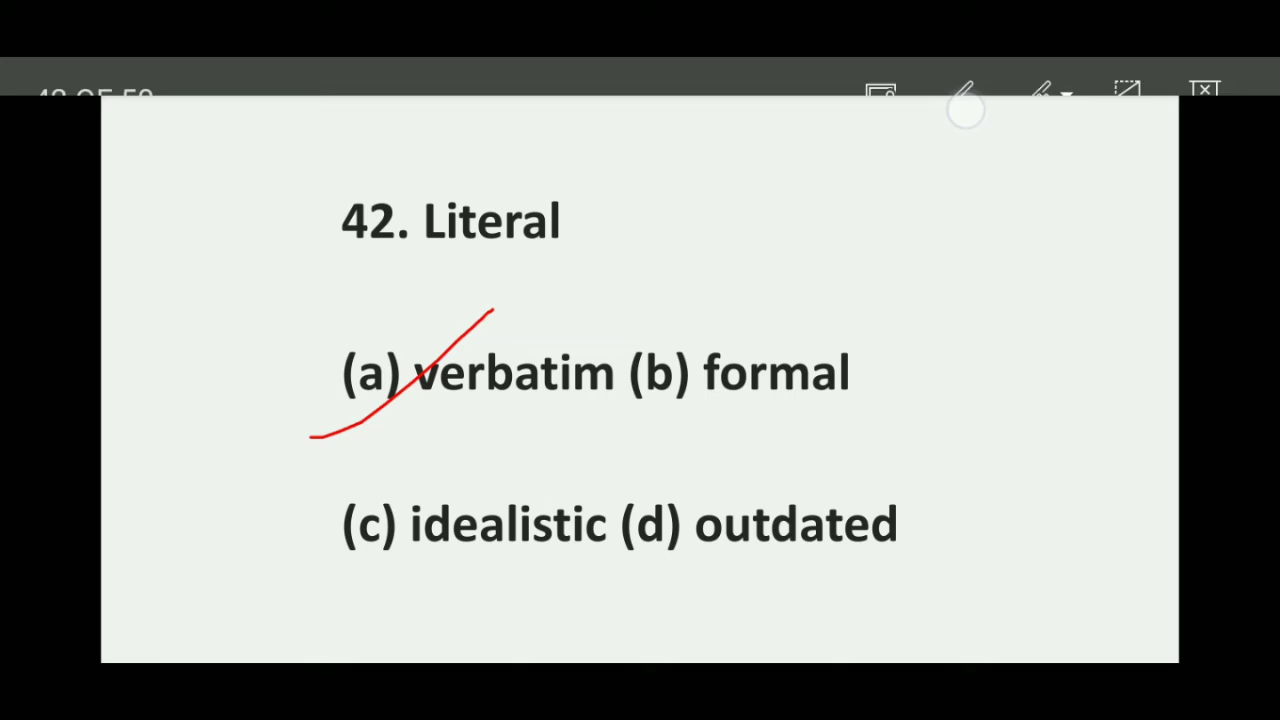 42. Literal
(a) verbatim (b) formal
(c) idealistic (d) outdated